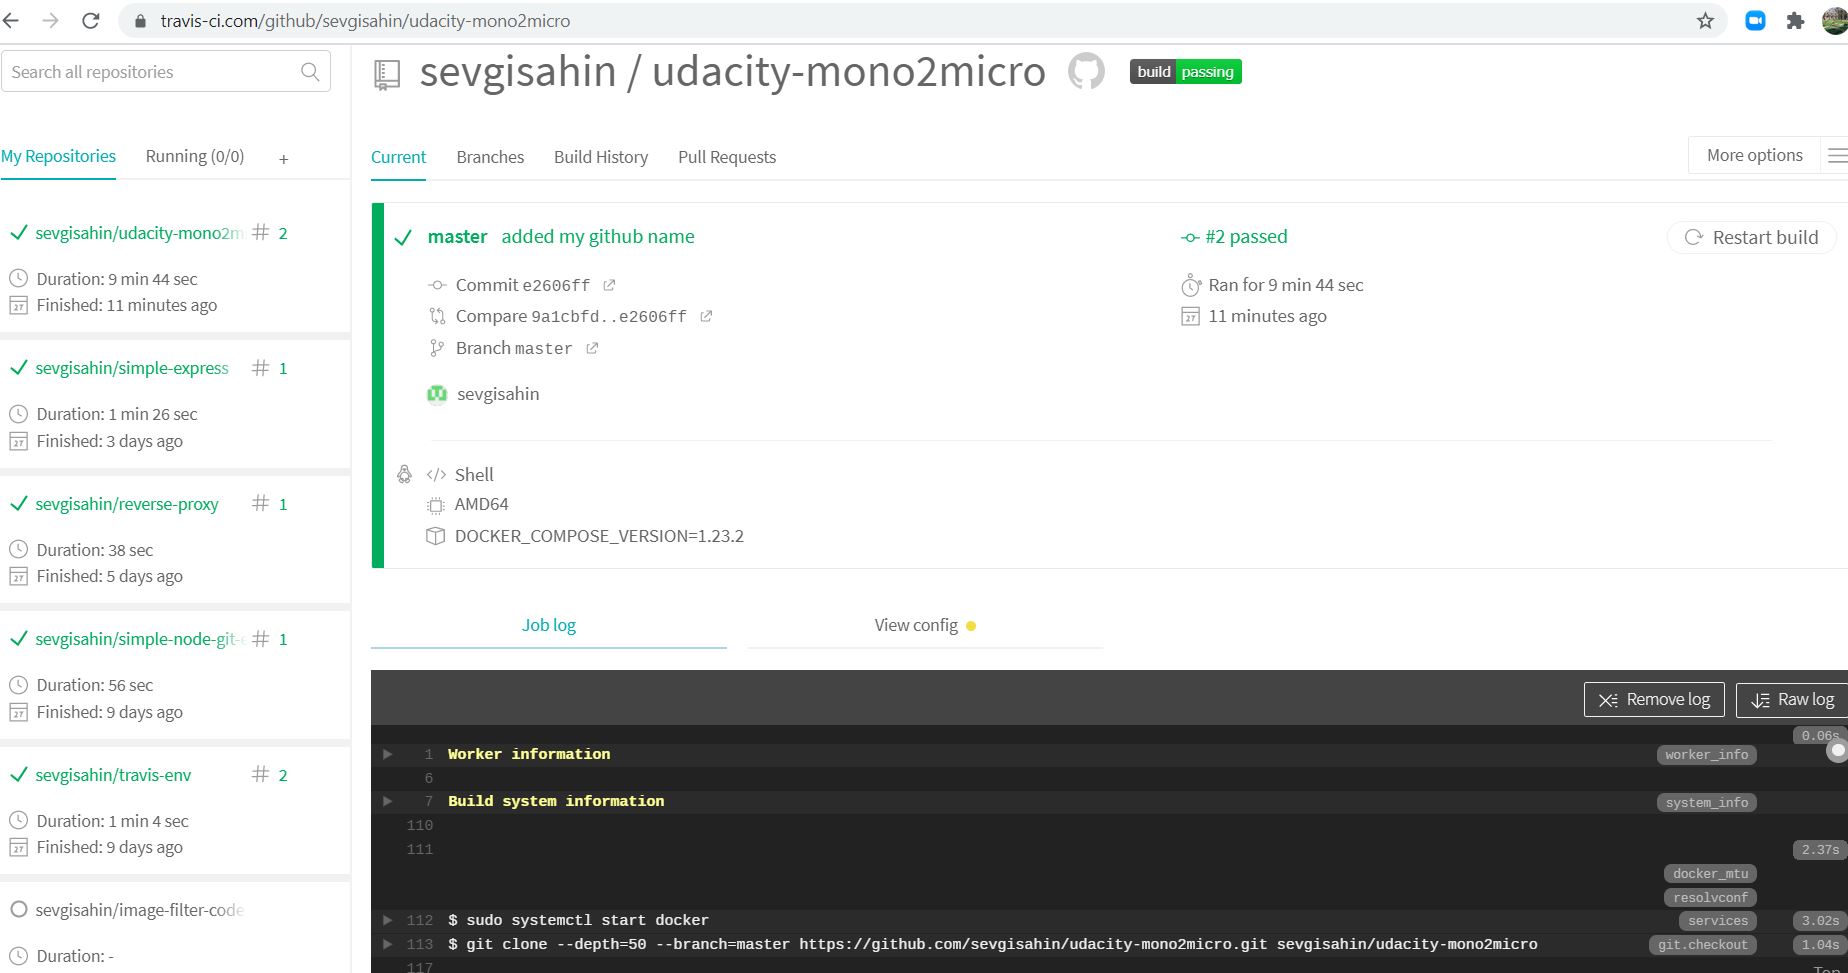 travis-ci.com/github/sevgisahin/udacity-mono2micro
Search all repositories
My Repositories
Running (0/0)
+
sevgisahin/udacity-mono2m
# 2
Duration: 9 min 44 sec
Finished: 11 minutes ago
sevgisahin/simple-express
# 1
Duration: 1 min 26 sec
Finished: 3 days ago
sevgisahin/reverse-proxy
# 1
Duration: 38 sec
Finished: 5 days ago
sevgisahin/simple-node-git-e
# 1
Duration: 56 sec
Finished: 9 days ago
sevgisahin/travis-env
# 2
Duration: 1 min 4 sec
Finished: 9 days ago
sevgisahin/image-filter-code
Duration: -
sevgisahin / udacity-mono2micro
build passing
Current
Branches
Build History
Pull Requests
More options
master added my github name
Commit e2606ff
Compare 9a1cbfd..e2606ff
Branch master
sevgisahin
#2 passed
Ran for 9 min 44 sec
11 minutes ago
Restart build
Shell
AMD64
DOCKER_COMPOSE_VERSION=1.23.2
Job log
View config
Remove log
Raw log
0.06s
1 Worker information worker_info
6
7 Build system information system_info
110
111
2.37s
docker_mtu
resolvconf
112 $ sudo systemctl start docker services 3.02s
113 $ git clone --depth=50 --branch=master https://github.com/sevgisahin/udacity-mono2micro.git sevgisahin/udacity-mono2micro git.checkout 1.04s
117